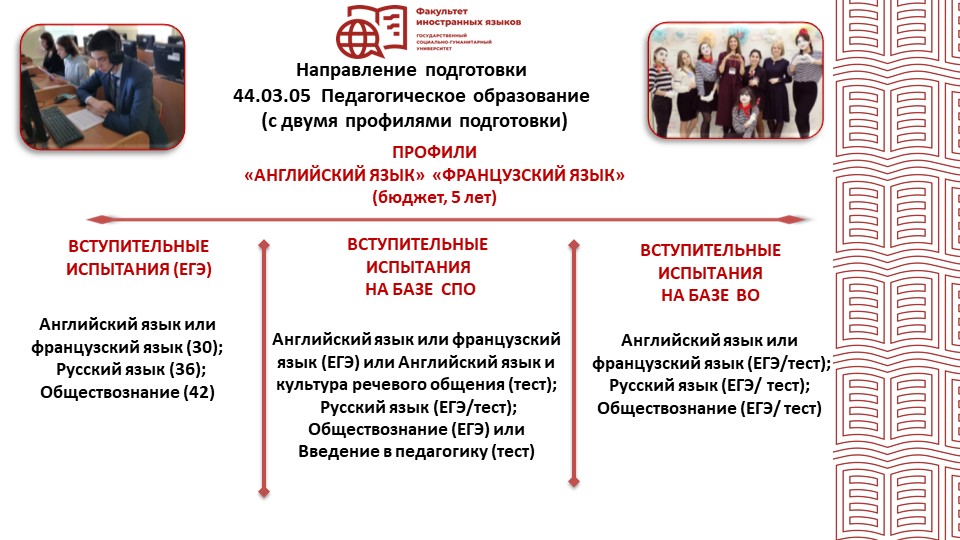 Факультет
иностранных языков
ГОСУДАРСТВЕННЫЙ
СОЦИАЛЬНО-ГУМАНИТАРНЫЙ
УНИВЕРСИТЕТ
Направление подготовки
44.03.05 Педагогическое образование
(с двумя профилями подготовки)
ПРОФИЛИ
«АНГЛИЙСКИЙ ЯЗЫК» «ФРАНЦУЗСКИЙ ЯЗЫК»
(бюджет, 5 лет)
ВСТУПИТЕЛЬНЫЕ
ИСПЫТАНИЯ (ЕГЭ)
Английский язык или
французский язык (30);
Русский язык (36);
Обществознание (42)
ВСТУПИТЕЛЬНЫЕ
ИСПЫТАНИЯ
НА БАЗЕ СПО
Английский язык или французский
язык (ЕГЭ) или Английский язык и
культура речевого общения (тест);
Русский язык (ЕГЭ/тест);
Обществознание (ЕГЭ) или
Введение в педагогику (тест)
ВСТУПИТЕЛЬНЫЕ
ИСПЫТАНИЯ
НА БАЗЕ ВО
Английский язык или
французский язык (ЕГЭ/тест);
Русский язык (ЕГЭ/ тест);
Обществознание (ЕГЭ/ тест)